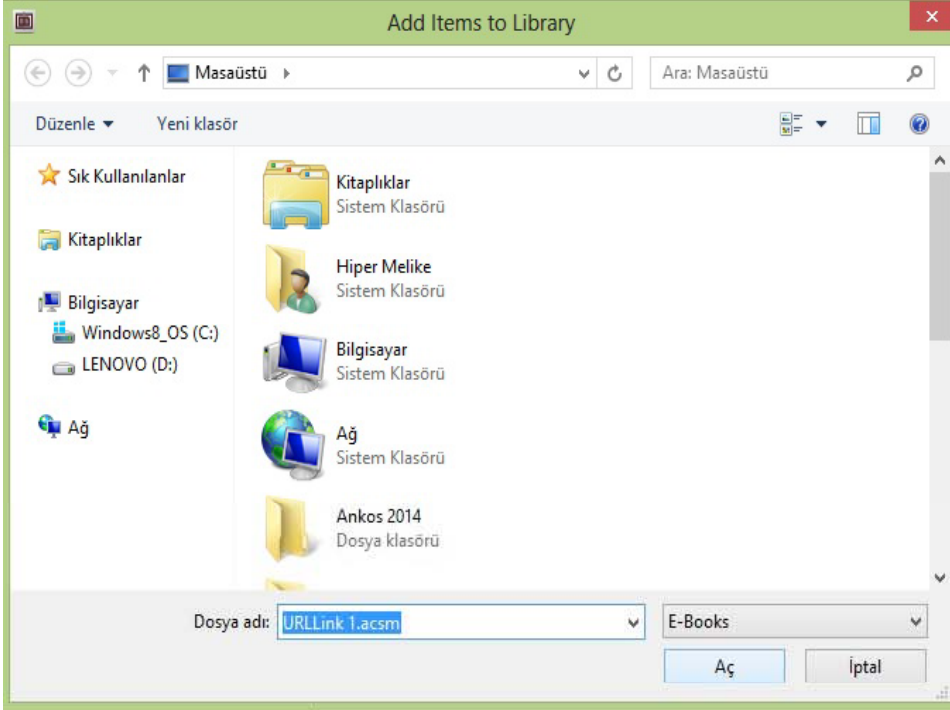 Add Items to Library
Masaüstü
Ara: Masaüstü
Düzenle
Yeni klasör
Sık Kullanılanlar
Kitaplıklar
Bilgisayar
Windows8_OS (C:)
LENOVO (D:)
Ağ
Kitaplıklar
Sistem Klasörü
Hiper Melike
Sistem Klasörü
Bilgisayar
Sistem Klasörü
Ağ
Sistem Klasörü
Ankos 2014
Dosya klasörü
Dosya adı: URLLink 1.acsm
E-Books
Aç
İptal